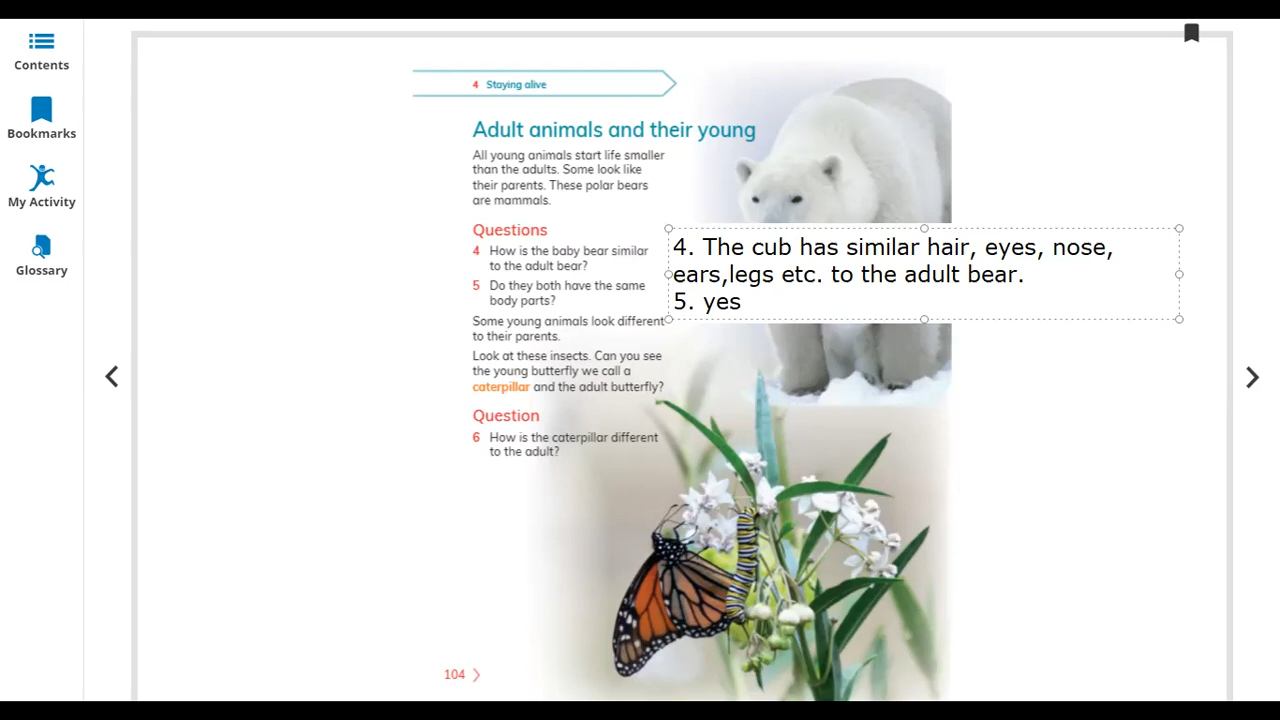 Contents
Bookmarks
My Activity
Glossary
4 Staying alive
Adult animals and their young
All young animals start life smaller
than the adults. Some look like
their parents. These polar bears
are mammals.
Questions
4 How is the baby bear similar
to the adult bear?
5 Do they both have the same
body parts?
4. The cub has similar hair, eyes, nose,
ears,legs etc. to the adult bear.
5. yes
Some young animals look different
to their parents.
Look at these insects. Can you see
the young butterfly we call a
caterpillar and the adult butterfly?
Question
6 How is the caterpillar different
to the adult?
104